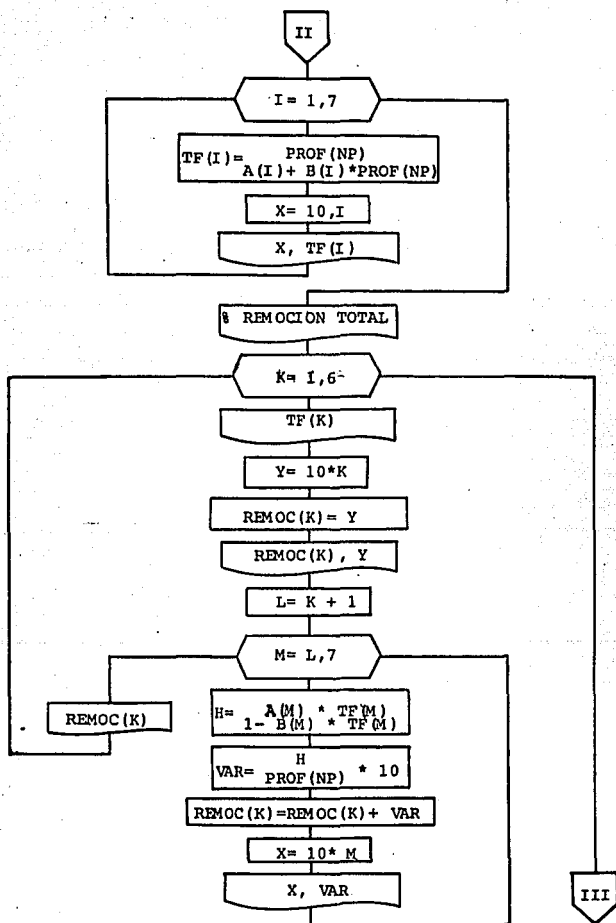 II
I= 1,7
TF(I)= PROF(NP)
A(I)+ B(I)*PROF(NP)
X= 10,I
X, TF(I)
% REMOCION TOTAL
K= I,6
TF(K)
Y= 10*K
REMOC(K)= Y
REMOC(K), Y
L= K + 1
M= L,7
REMOC(K)
H= A(M) * TF(M)
1- B(M) * TF(M)
VAR= H
PROF(NP) * 10
REMOC(K)=REMOC(K)+ VAR
X= 10* M
X, VAR
III